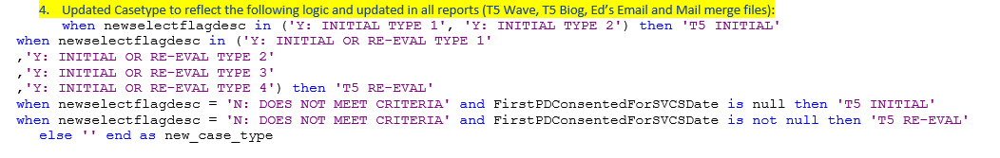 4. Updated Casetype to reflect the following logic and updated in all reports (T5 Wave, T5 Biog, Ed's Email and Mail merge files):
when newselectflagdesc in ('Y: INITIAL TYPE 1', 'Y: INITIAL TYPE 2') then 'T5 INITIAL'
when newselectflagdesc in ('Y: INITIAL OR RE-EVAL TYPE 1'
,'Y: INITIAL OR RE-EVAL TYPE 2'
,'Y: INITIAL OR RE-EVAL TYPE 3'
,'Y: INITIAL OR RE-EVAL TYPE 4') then 'T5 RE-EVAL'
when newselectflagdesc = 'N: DOES NOT MEET CRITERIA' and FirstPDConsentedForSVCSDate is null then 'T5 INITIAL'
when newselectflagdesc = 'N: DOES NOT MEET CRITERIA' and FirstPDConsentedForSVCSDate is not null then 'T5 RE-EVAL'
else '' end as new_case_type